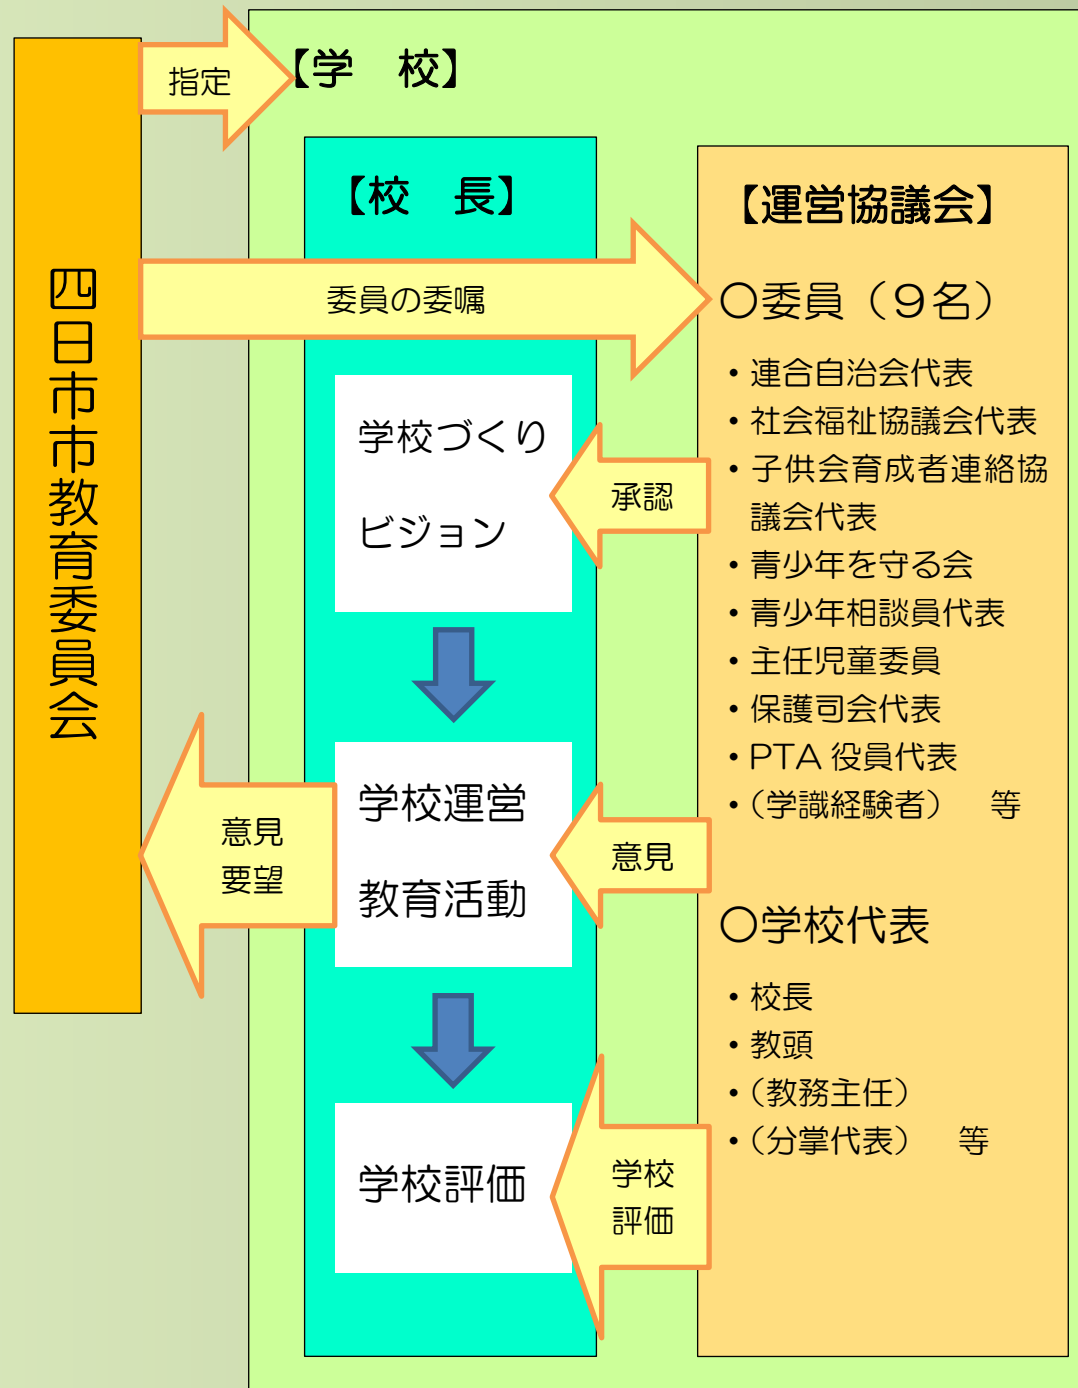 四日市市教育委員会
指定
【学　校】
【校　長】
委員の委嘱
学校づくり
ビジョン
承認
学校運営
教育活動
意見
要望
意見
学校評価
学校
評価
【運営協議会】
〇委員（９名）
・連合自治会代表
・社会福祉協議会代表
・子供会育成者連絡協
議会代表
・青少年を守る会
・青少年相談員代表
・主任児童委員
・保護司会代表
・PTA 役員代表
・（学識経験者）　等
〇学校代表
・校長
・教頭
・（教務主任）
・（分掌代表）　等